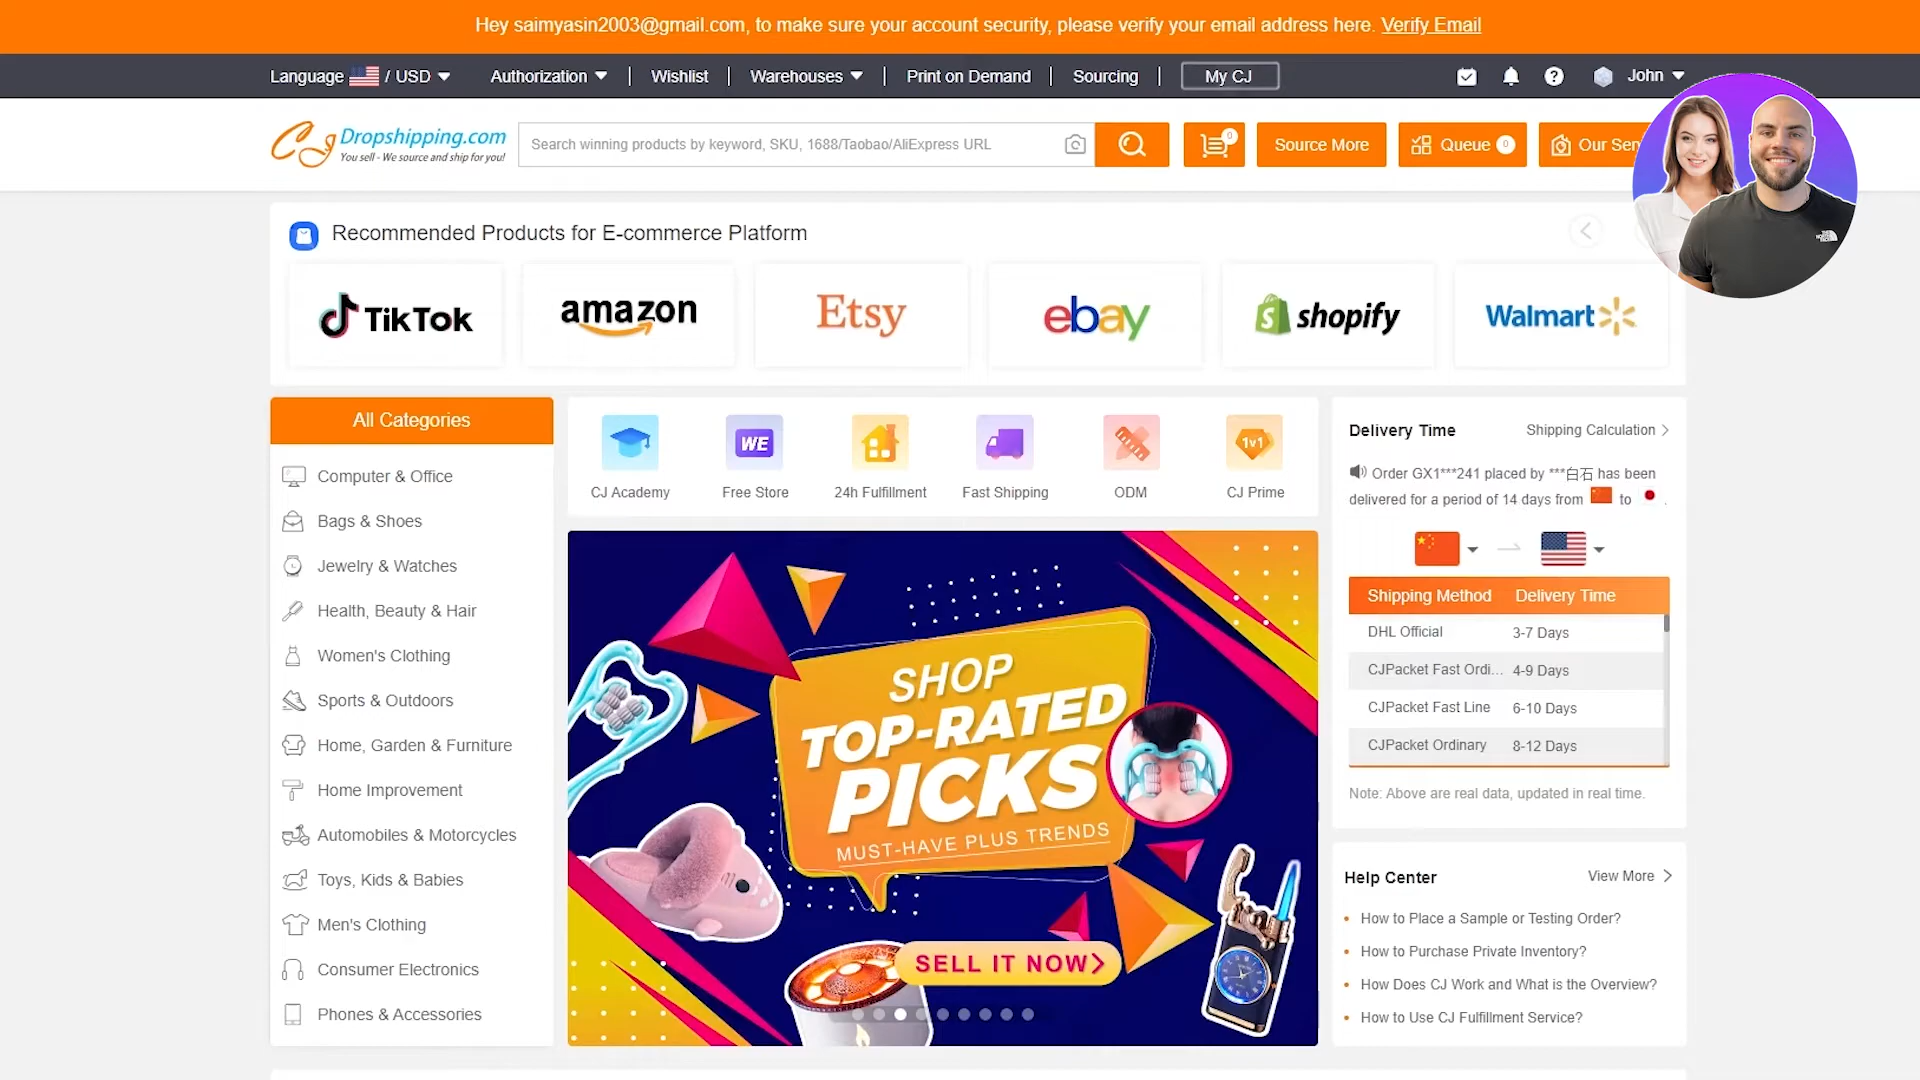 Hey saimyasin2003@gmail.com, to make sure your account security, please verify your email address here. Verify Email
Language / USD Authorization Wishlist Warehouses Print on Demand Sourcing My CJ John
CJ Dropshipping.com
You sell - We source and ship for you!
Search winning products by keyword, SKU, 1688/Taobao/AliExpress URL
0
Source More
Queue 0
Our Ser
THE NORTH FACE
Recommended Products for E-commerce Platform
TikTok
amazon
Etsy
ebay
shopify
Walmart
All Categories
Computer & Office
Bags & Shoes
Jewelry & Watches
Health, Beauty & Hair
Women's Clothing
Sports & Outdoors
Home, Garden & Furniture
Home Improvement
Automobiles & Motorcycles
Toys, Kids & Babies
Men's Clothing
Consumer Electronics
Phones & Accessories
WE
1v1
CJ Academy
Free Store
24h Fulfillment
Fast Shipping
ODM
CJ Prime
SHOP
TOP-RATED
PICKS
MUST-HAVE PLUS TRENDS
SELL IT NOW>
Delivery Time
Shipping Calculation >
Order GX1***241 placed by ***白石 has been
delivered for a period of 14 days from to .
Shipping Method Delivery Time
DHL Official 3-7 Days
CJPacket Fast Ordi... 4-9 Days
CJPacket Fast Line 6-10 Days
CJPacket Ordinary 8-12 Days
Note: Above are real data, updated in real time.
Help Center
View More >
How to Place a Sample or Testing Order?
How to Purchase Private Inventory?
How Does CJ Work and What is the Overview?
How to Use CJ Fulfillment Service?